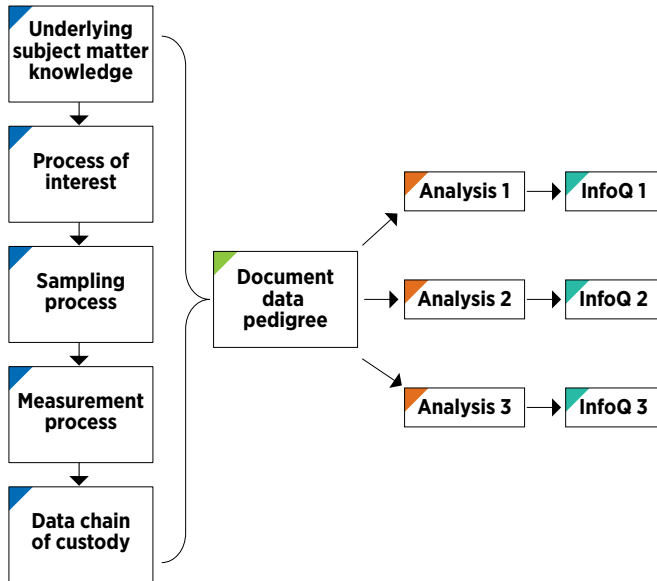 Underlying
subject matter
knowledge
Process of
interest
Sampling
process
Measurement
process
Data chain
of custody
Document
data
pedigree
Analysis 1
InfoQ 1
Analysis 2
InfoQ 2
Analysis 3
InfoQ 3